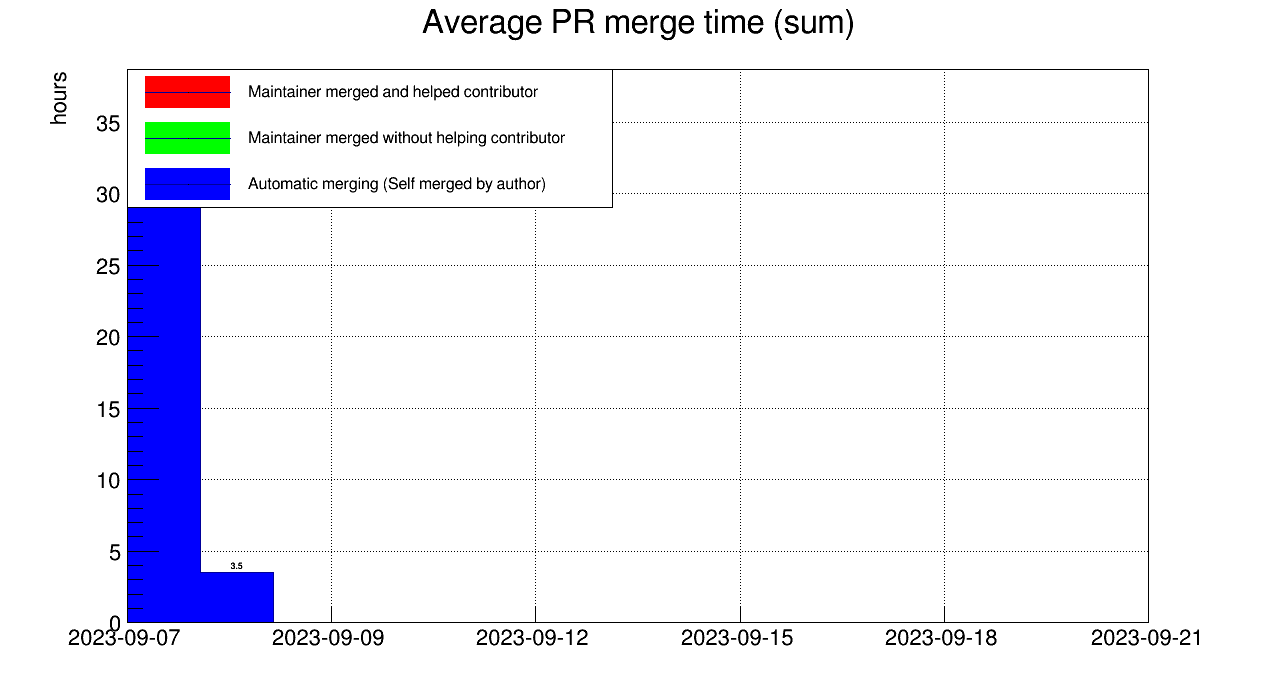 Average PR merge time (sum)
hours
Maintainer merged and helped contributor
Maintainer merged without helping contributor
Automatic merging (Self merged by author)
35
30
25
20
15
10
5
0
3.5
2023-09-07 2023-09-09 2023-09-12 2023-09-15 2023-09-18 2023-09-21